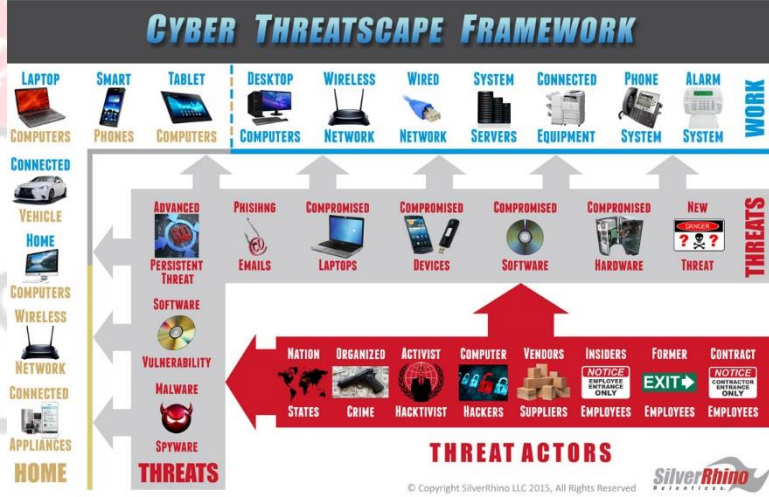 CYBER THREATSCAPE FRAMEWORK
LAPTOP COMPUTERS
SMART PHONES
TABLET COMPUTERS
DESKTOP COMPUTERS
WIRELESS NETWORK
WIRED NETWORK
SYSTEM SERVERS
CONNECTED EQUIPMENT
PHONE SYSTEM
ALARM SYSTEM
WORK
CONNECTED VEHICLE
HOME COMPUTERS
WIRELESS NETWORK
CONNECTED APPLIANCES
HOME
ADVANCED PERSISTENT THREAT
PHISIHNG EMAILS
COMPROMISED LAPTOPS
COMPROMISED DEVICES
COMPROMISED SOFTWARE
COMPROMISED HARDWARE
NEW
DANGER
? ?
THREAT
THREATS
SOFTWARE VULNERABILITY
MALWARE SPYWARE
THREATS
NATION STATES
ORGANIZED CRIME
ACTIVIST HACKTIVIST
COMPUTER HACKERS
VENDORS SUPPLIERS
INSIDERS
NOTICE
EMPLOYEE
ENTRANCE
ONLY
EMPLOYEES
FORMER
EXIT
EMPLOYEES
CONTRACT
NOTICE
CONTRACTOR
ENTRANCE
ONLY
EMPLOYEES
THREAT ACTORS
© Copyright SilverRhino LLC 2015, All Rights Reserved
SilverRhino
Relentless.